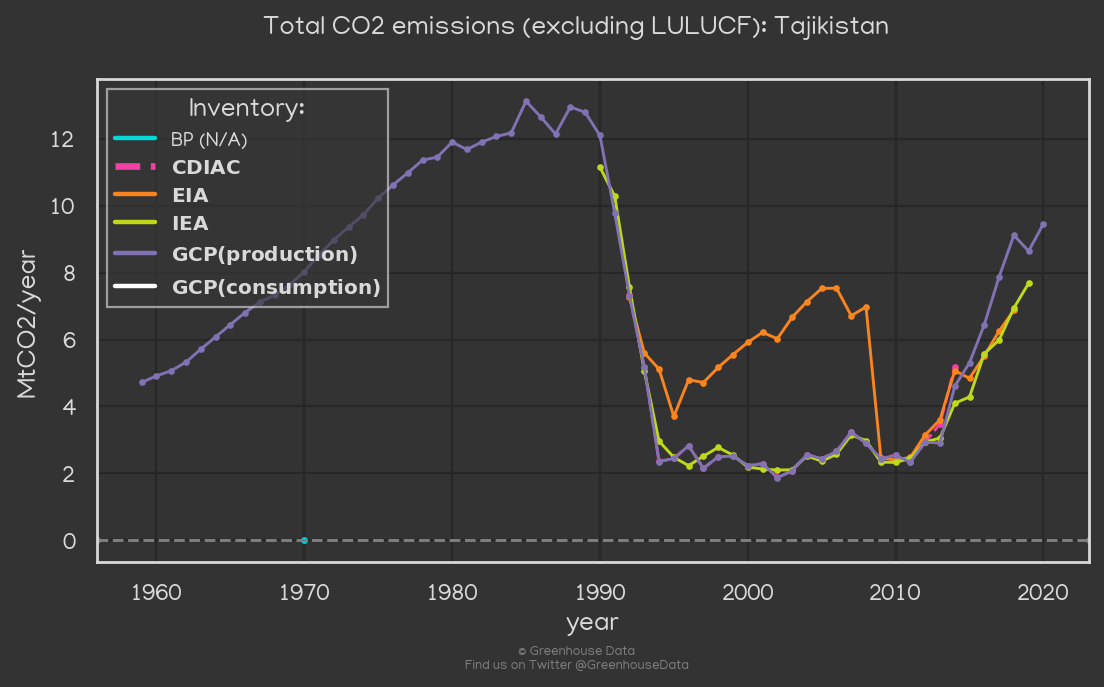 Total CO2 emissions (excluding LULUCF): Tajikistan
Inventory:
BP (N/A)
CDIAC
EIA
IEA
GCP(production)
GCP(consumption)
MtCO2/year
12
10
8
6
4
2
0
1960 1970 1980 1990 2000 2010 2020
year
© Greenhouse Data
Find us on Twitter @GreenhouseData